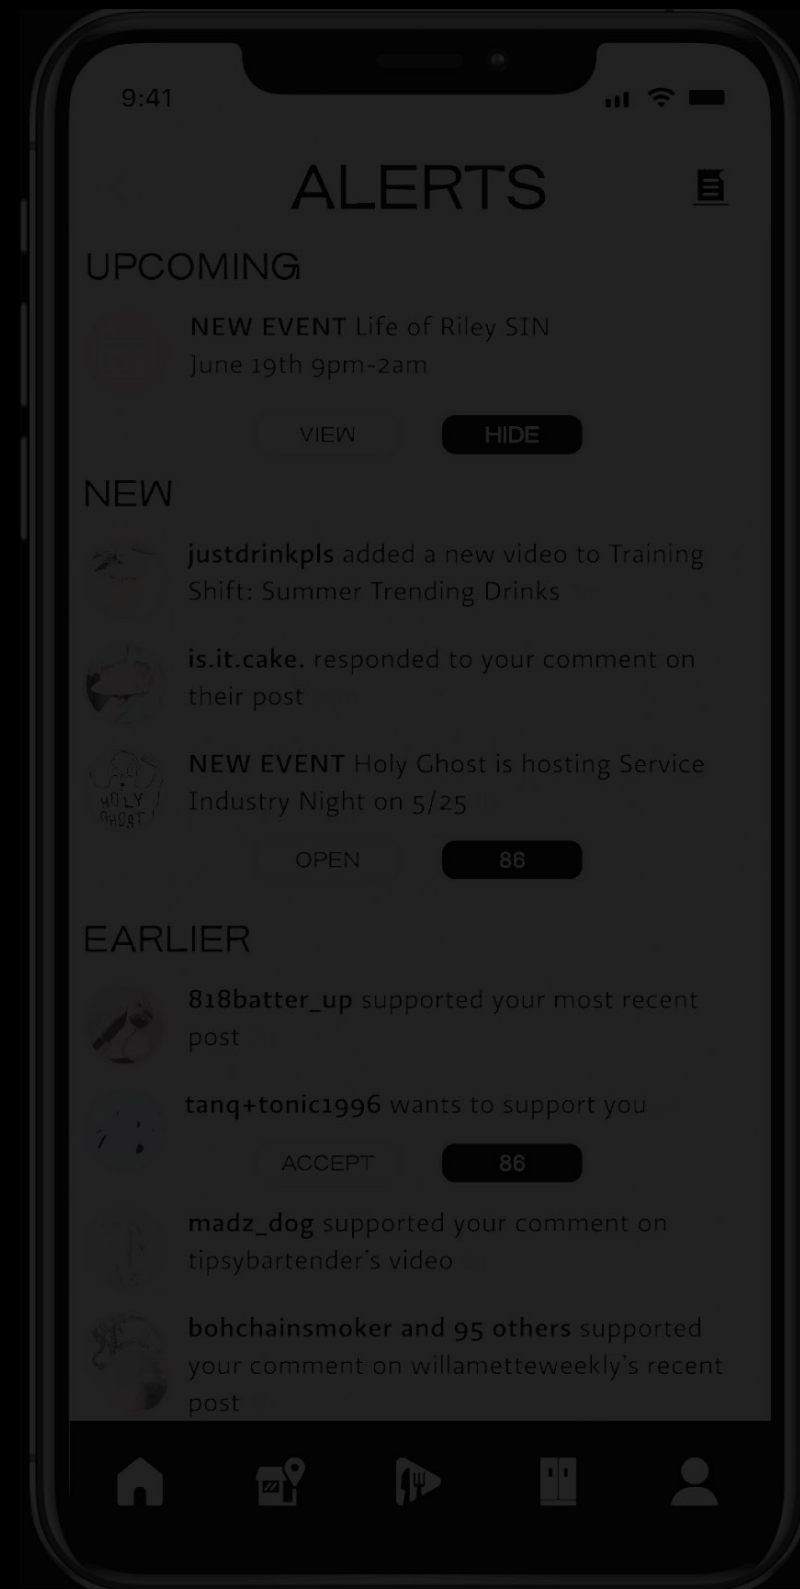 9:41
ALERTS
UPCOMING
NEW EVENT Life of Riley SIN
June 19th 9pm-2am
VIEW HIDE
NEW
justdrinkpls added a new video to Training
Shift: Summer Trending Drinks
is.it.cake. responded to your comment on
their post
HOLY
GHOST
NEW EVENT Holy Ghost is hosting Service
Industry Night on 5/25
OPEN 86
EARLIER
818batter_up supported your most recent
post
tanq+tonic1996 wants to support you
ACCEPT 86
madz_dog supported your comment on
tipsybartender's video
bohchainsmoker and 95 others supported
your comment on willametteweekly's recent
post